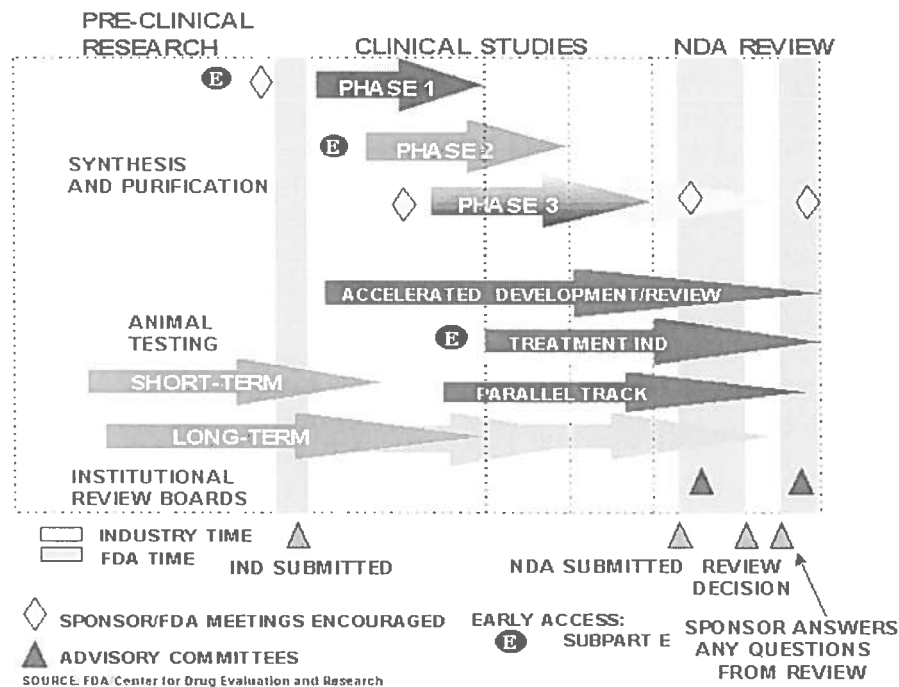 PRE-CLINICAL
RESEARCH
CLINICAL STUDIES
NDA REVIEW
E
PHASE 1
E
PHASE 2
SYNTHESIS
AND PURIFICATION
PHASE 3
ACCELERATED DEVELOPMENT/REVIEW
ANIMAL
TESTING
E
TREATMENT IND
SHORT-TERM
PARALLEL TRACK
LONG-TERM
INSTITUTIONAL
REVIEW BOARDS
INDUSTRY TIME
FDA TIME
IND SUBMITTED
NDA SUBMITTED
REVIEW
DECISION
SPONSOR/FDA MEETINGS ENCOURAGED
EARLY ACCESS:
E SUBPART E
SPONSOR ANSWERS
ANY QUESTIONS
FROM REVIEW
ADVISORY COMMITTEES
SOURCE: FDA/Center for Drug Evaluation and Research